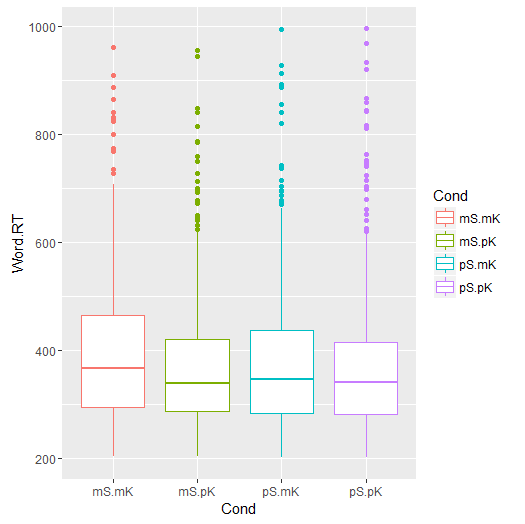 1000
800
600
400
200
Word.RT
mS.mK
mS.pK
pS.mK
pS.pK
Cond
Cond
mS.mK
mS.pK
pS.mK
pS.pK